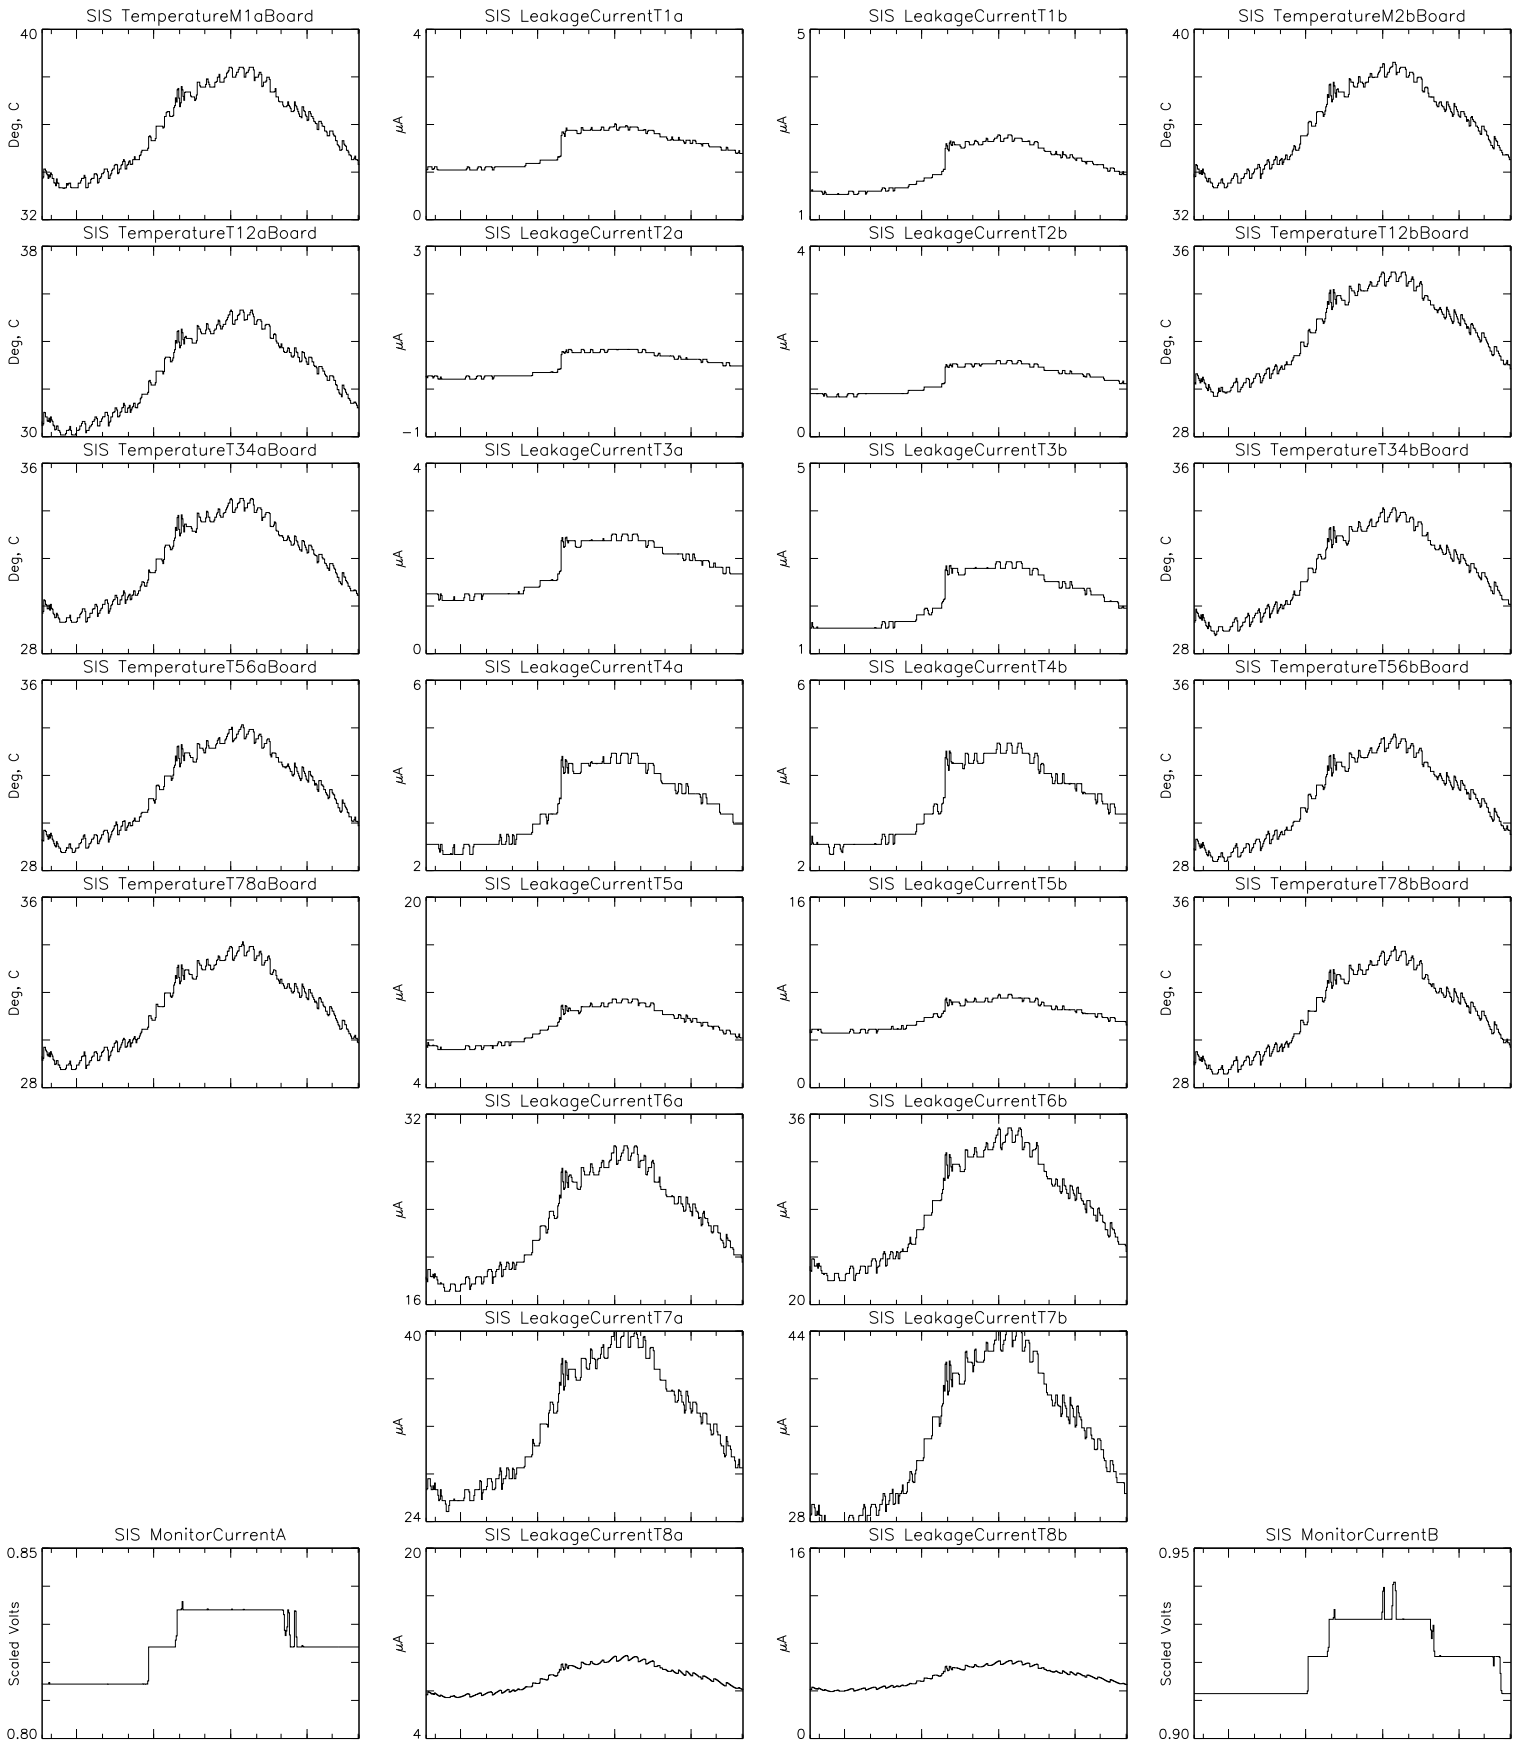 SIS TemperatureM1aBoard
SIS LeakageCurrentT1a
SIS LeakageCurrentT1b
SIS TemperatureM2bBoard
40
Deg, C
32
4
μA
0
5
μA
1
40
Deg, C
32
SIS TemperatureT12aBoard
SIS LeakageCurrentT2a
SIS LeakageCurrentT2b
SIS TemperatureT12bBoard
38
Deg, C
30
3
μA
-1
4
μA
0
36
Deg, C
28
SIS TemperatureT34aBoard
SIS LeakageCurrentT3a
SIS LeakageCurrentT3b
SIS TemperatureT34bBoard
36
Deg, C
28
4
μA
0
5
μA
1
36
Deg, C
28
SIS TemperatureT56aBoard
SIS LeakageCurrentT4a
SIS LeakageCurrentT4b
SIS TemperatureT56bBoard
36
Deg, C
28
6
μA
2
6
μA
2
36
Deg, C
28
SIS TemperatureT78aBoard
SIS LeakageCurrentT5a
SIS LeakageCurrentT5b
SIS TemperatureT78bBoard
36
Deg, C
28
20
μA
4
16
μA
0
36
Deg, C
28
SIS LeakageCurrentT6a
SIS LeakageCurrentT6b
32
μA
16
36
μA
20
SIS LeakageCurrentT7a
SIS LeakageCurrentT7b
40
μA
24
44
μA
28
SIS MonitorCurrentA
SIS LeakageCurrentT8a
SIS LeakageCurrentT8b
SIS MonitorCurrentB
0.85
Scaled Volts
0.80
20
μA
4
16
μA
0
0.95
Scaled Volts
0.90